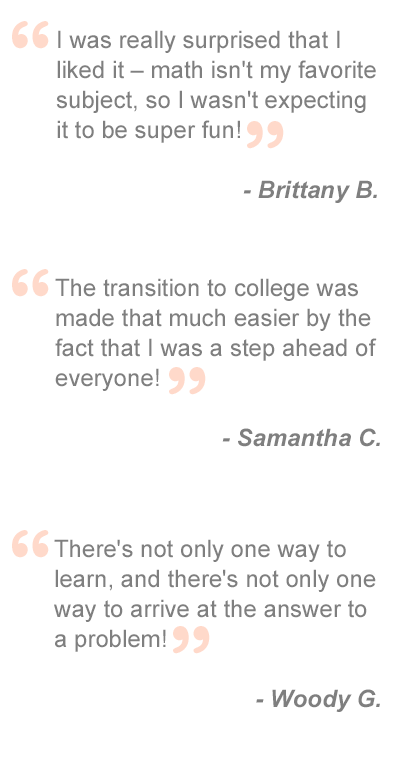 “ I was really surprised that I
liked it – math isn't my favorite
subject, so I wasn't expecting
it to be super fun! ”
- Brittany B.
“ The transition to college was
made that much easier by the
fact that I was a step ahead of
everyone! ”
- Samantha C.
“ There's not only one way to
learn, and there's not only one
way to arrive at the answer to
a problem! ”
- Woody G.